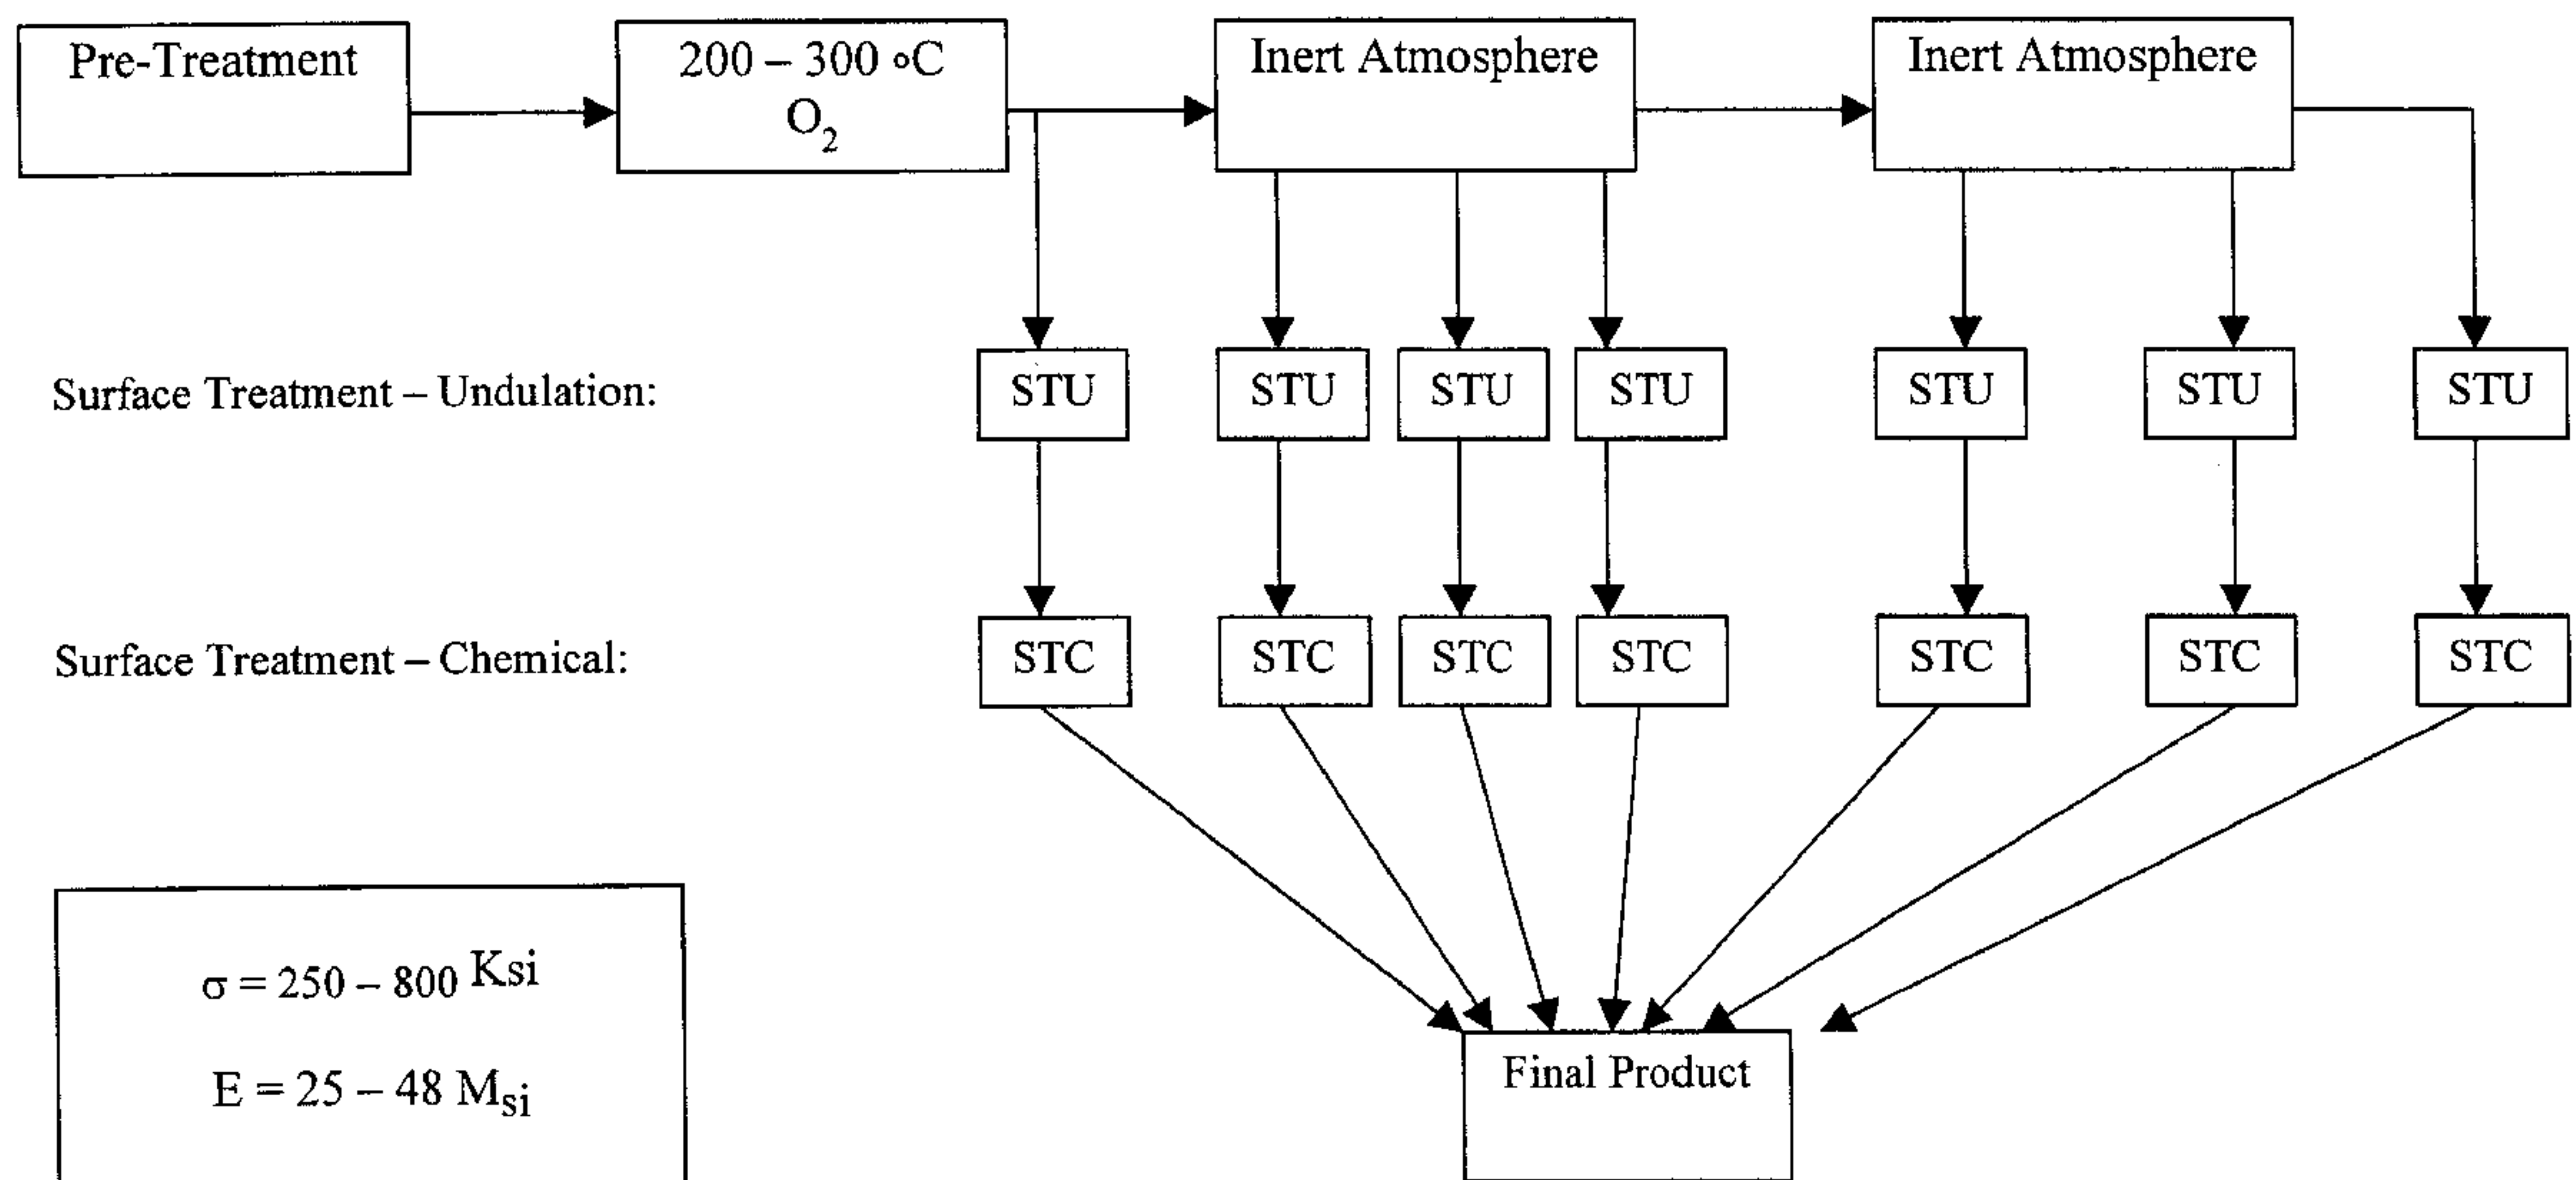 Pre-Treatment
200 – 300 °C
O₂
Inert Atmosphere
Inert Atmosphere
Surface Treatment – Undulation:
STU
STU
STU
STU
STU
STU
STU
Surface Treatment – Chemical:
STC
STC
STC
STC
STC
STC
STC
σ = 250 – 800 Ksi
E = 25 – 48 Msi
Final Product